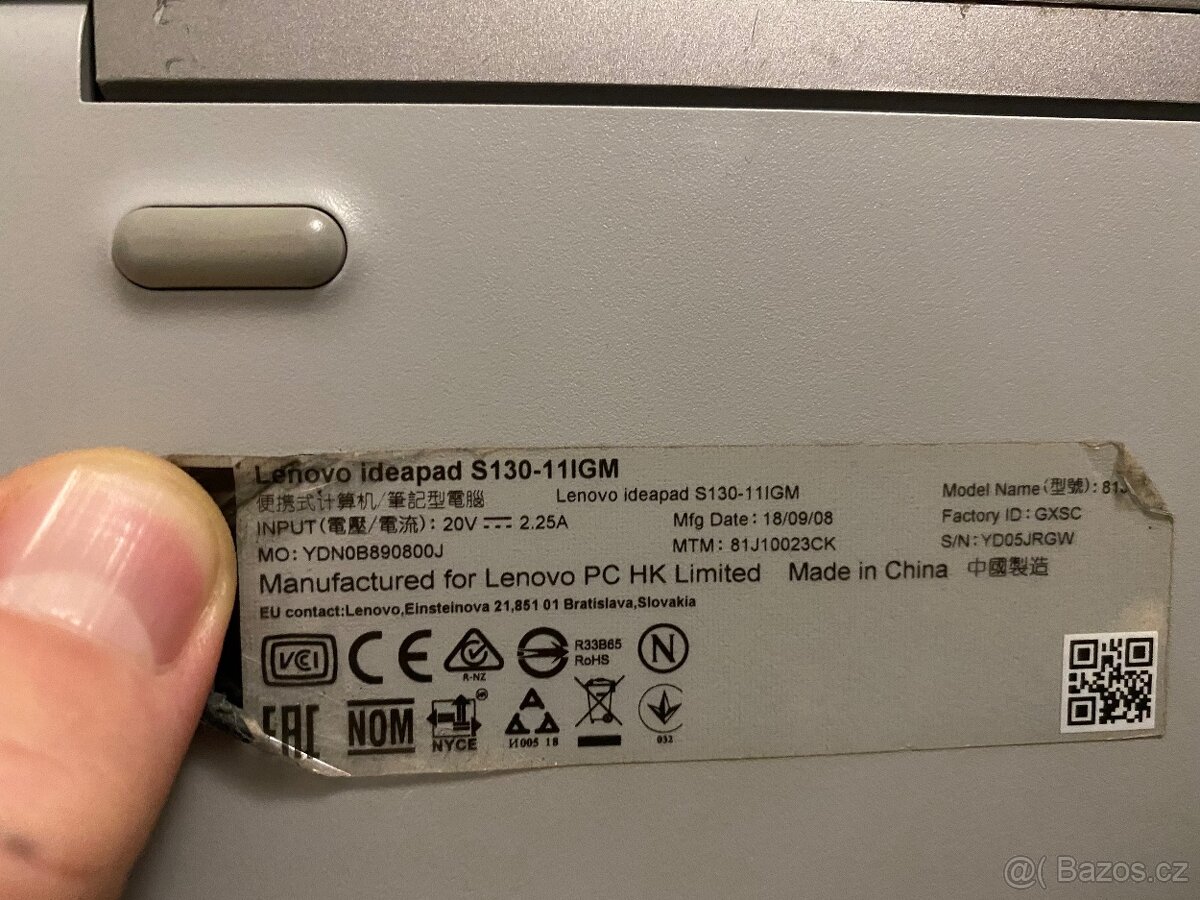 Lenovo ideapad S130-11IGM
便携式计算机/筆記型電腦
Lenovo ideapad S130-11IGM
Model Name(型號): 81J
INPUT(電壓/電流): 20V 2.25A
Mfg Date: 18/09/08
Factory ID: GXSC
MO: YDN0B890800J
MTM: 81J10023CK
S/N: YD05JRGW
Manufactured for Lenovo PC HK Limited Made in China 中國製造
EU contact:Lenovo,Einsteinova 21,851 01 Bratislava,Slovakia
VCI CE R-NZ R33B65 N
RoHS
EAC NOM NYCE И005 18 032
@( Bazos.cz